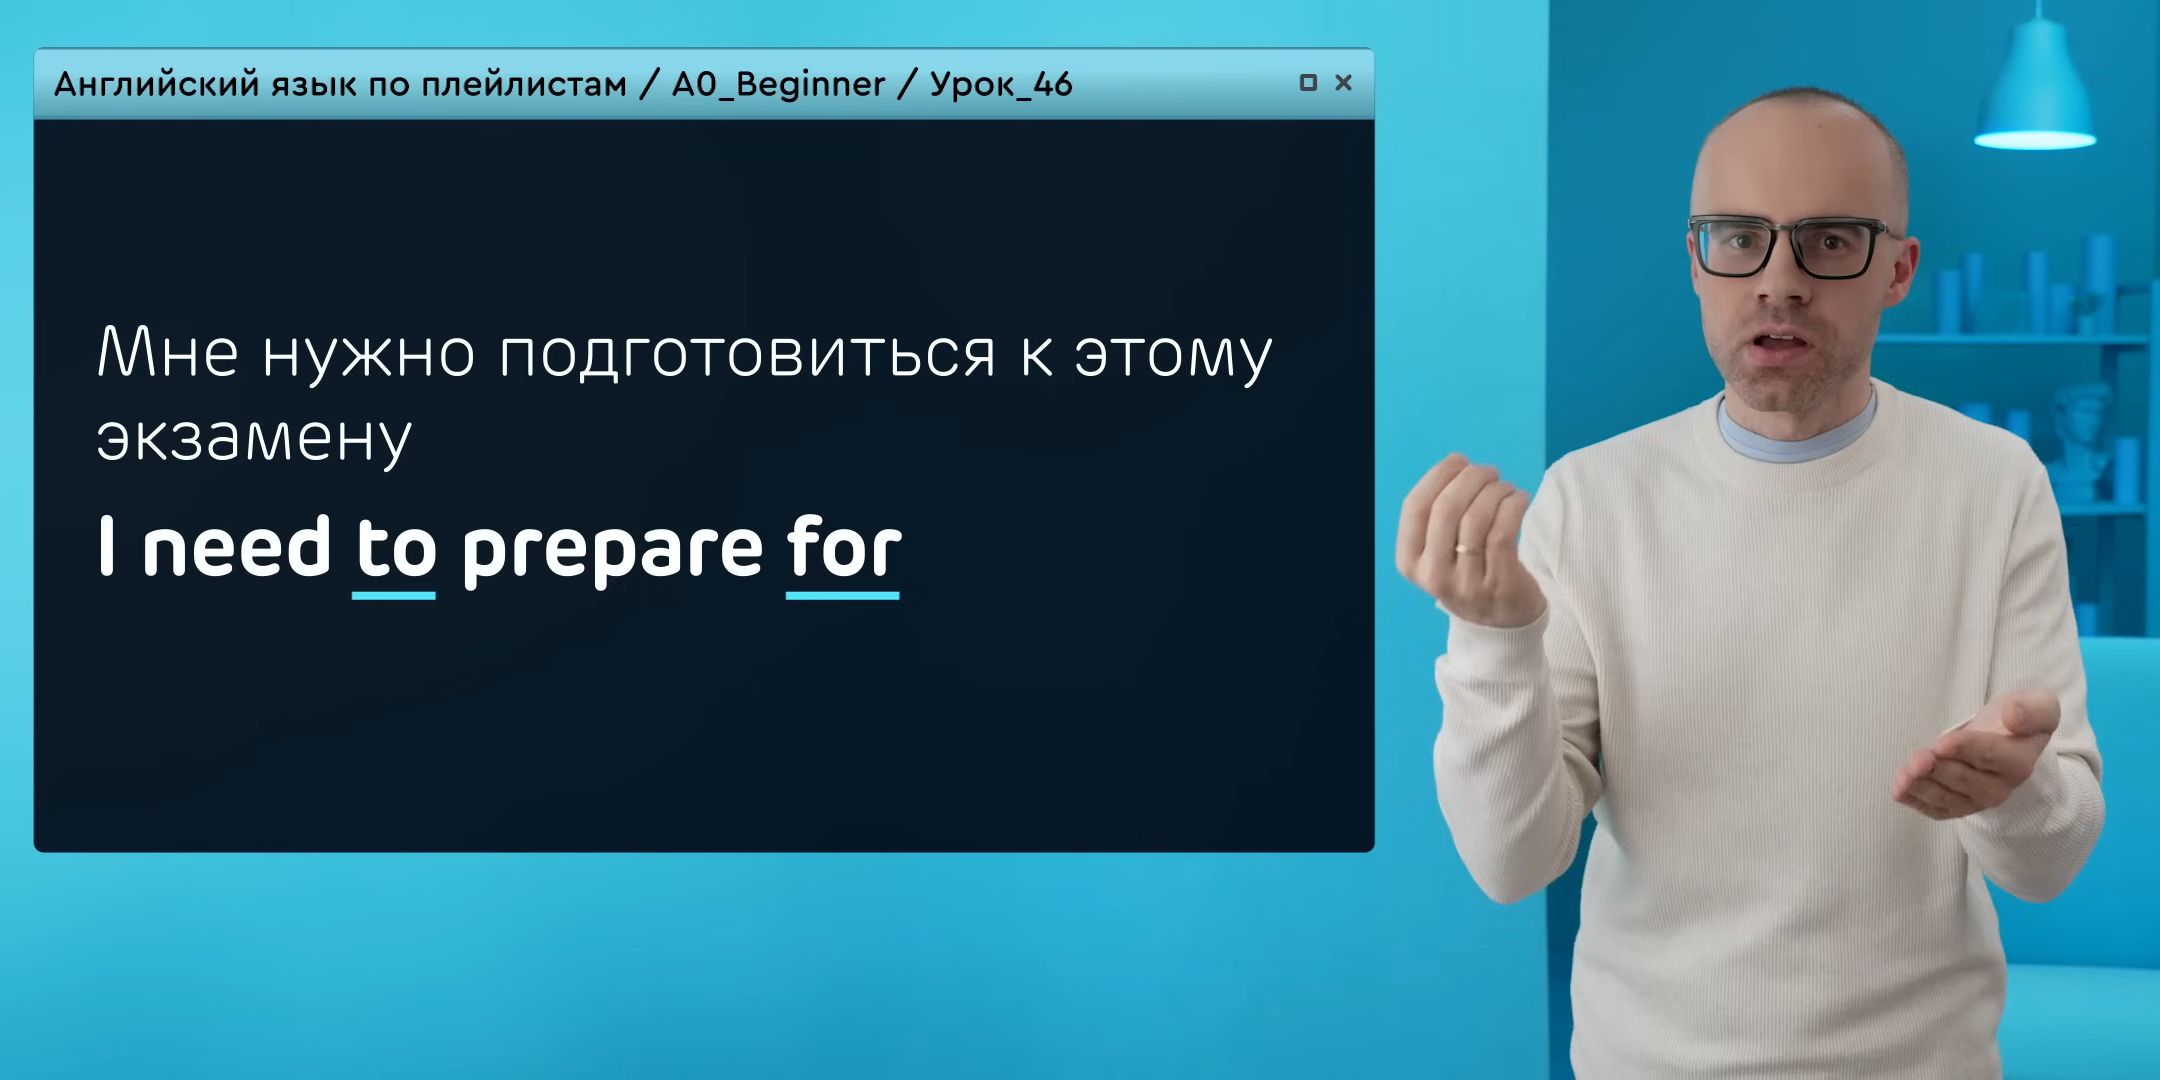 Английский язык по плейлистам / A0_Beginner / Урок_46
Мне нужно подготовиться к этому
экзамену
I need to prepare for